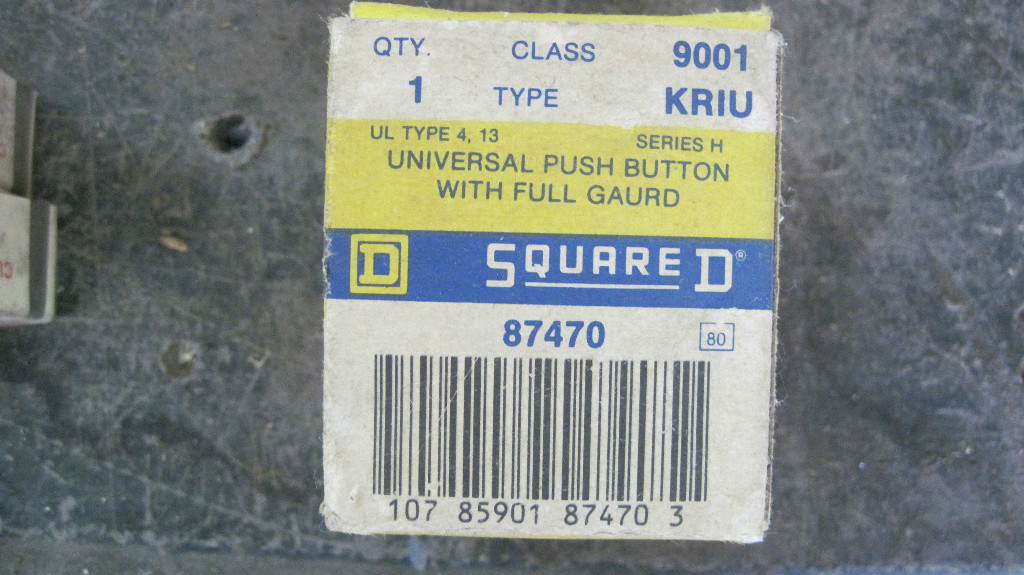 QTY. CLASS 9001
1 TYPE KRIU
UL TYPE 4, 13 SERIES H
UNIVERSAL PUSH BUTTON
WITH FULL GAURD
D SQUARE D®
87470 80
107 85901 87470 3